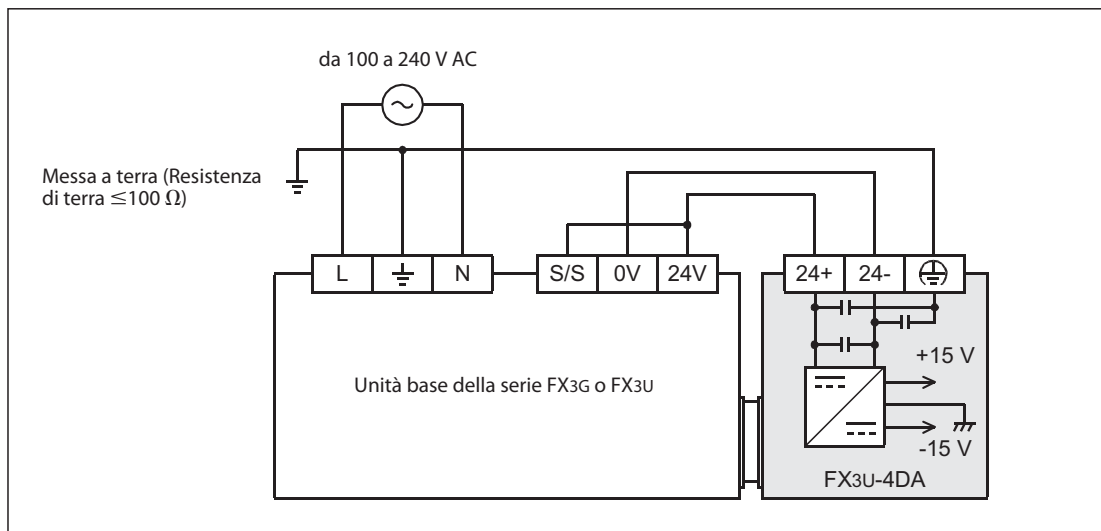 da 100 a 240 V AC
Messa a terra (Resistenza
di terra ≤100 Ω)
L
N
S/S
0V
24V
24+
24-
+15 V
Unità base della serie FX3G o FX3U
-15 V
FX3U-4DA